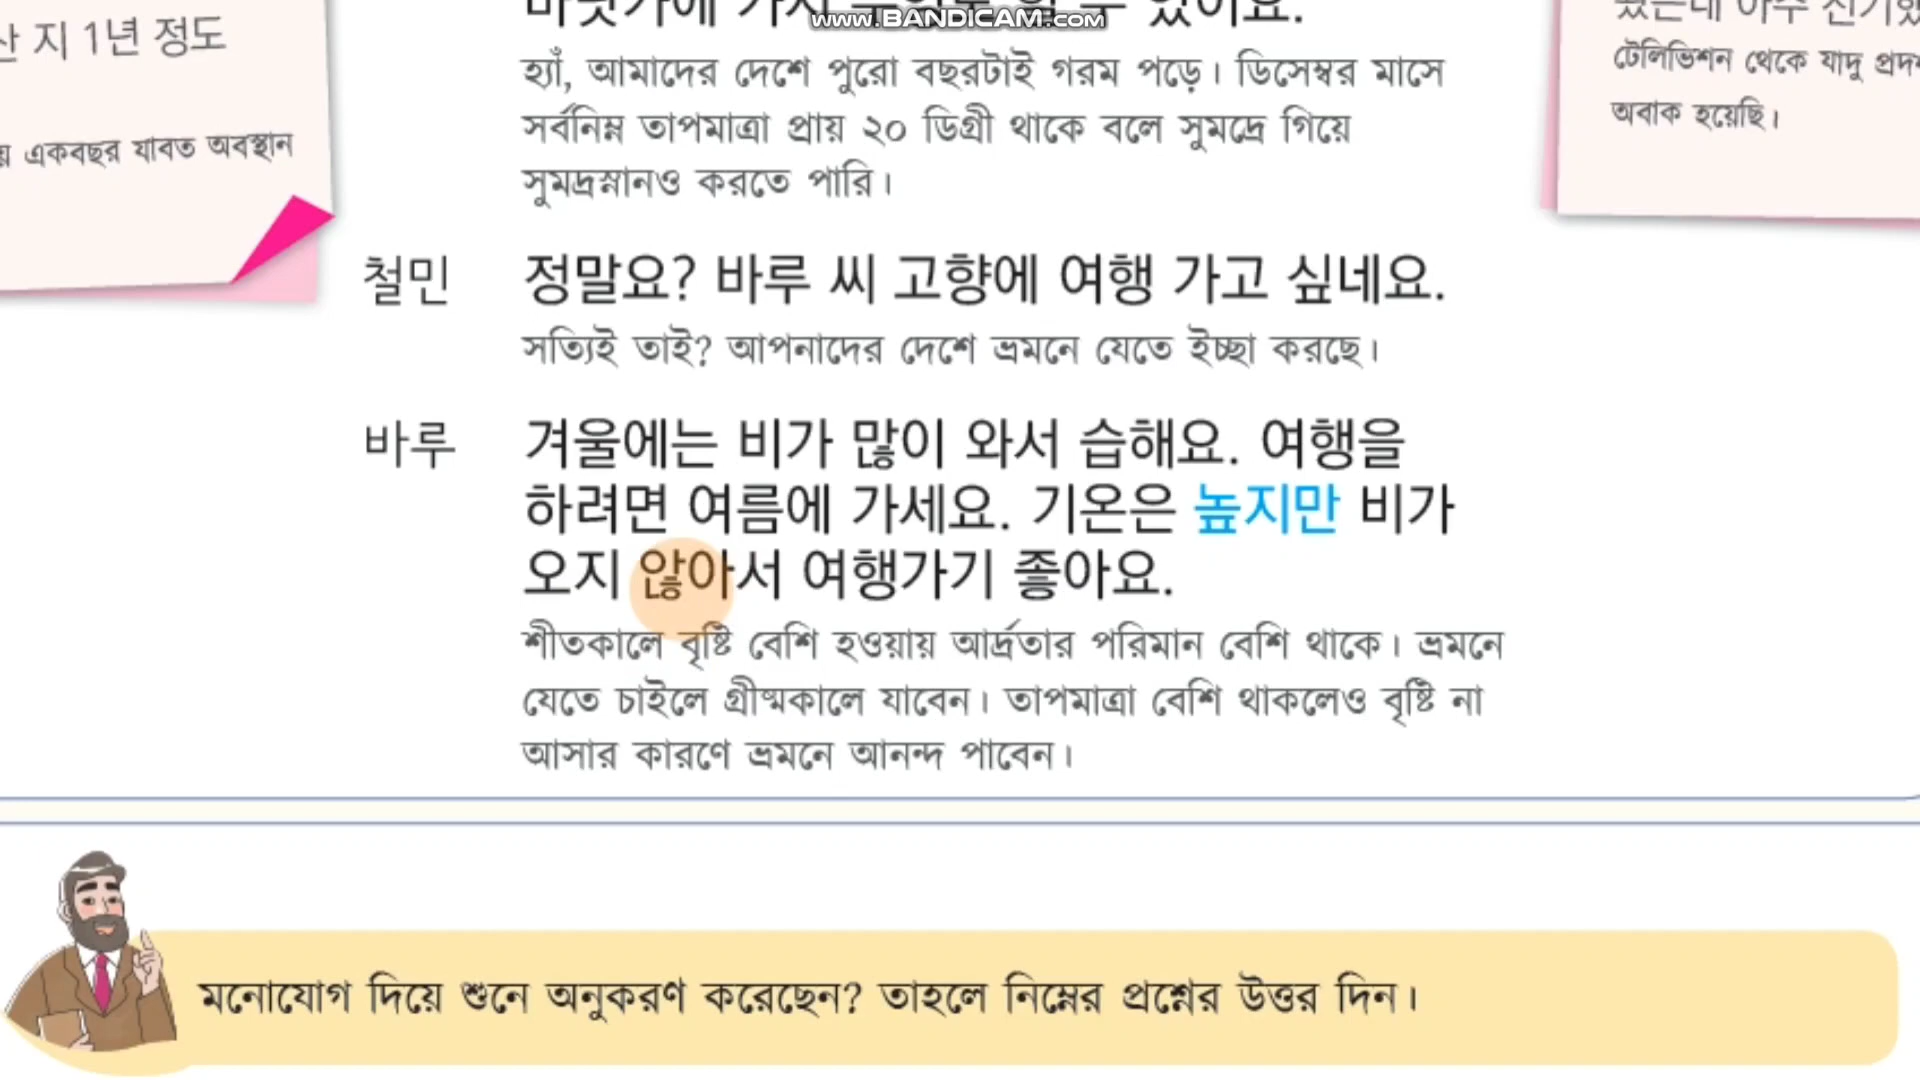 www.BANDICAM.com
지 1년 정도
একবছর যাবত অবস্থান
수 있어요.
হ্যাঁ, আমাদের দেশে পুরো বছরটাই গরম পড়ে। ডিসেম্বর মাসে
সর্বনিম্ন তাপমাত্রা প্রায় ২০ ডিগ্রী থাকে বলে সুমদ্রে গিয়ে
সুমদ্রস্নানও করতে পারি।
철민 정말요? 바루 씨 고향에 여행 가고 싶네요.
সত্যিই তাই? আপনাদের দেশে ভ্রমনে যেতে ইচ্ছা করছে।
바루 겨울에는 비가 많이 와서 습해요. 여행을
하려면 여름에 가세요. 기온은 높지만 비가
오지 않아서 여행가기 좋아요.
শীতকালে বৃষ্টি বেশি হওয়ায় আর্দ্রতার পরিমান বেশি থাকে। ভ্রমনে
যেতে চাইলে গ্রীষ্মকালে যাবেন। তাপমাত্রা বেশি থাকলেও বৃষ্টি না
আসার কারণে ভ্রমনে আনন্দ পাবেন।
টেলিভিশন থেকে যাদু
অবাক হয়েছি।
মনোযোগ দিয়ে শুনে অনুকরণ করেছেন? তাহলে নিম্নের প্রশ্নের উত্তর দিন।